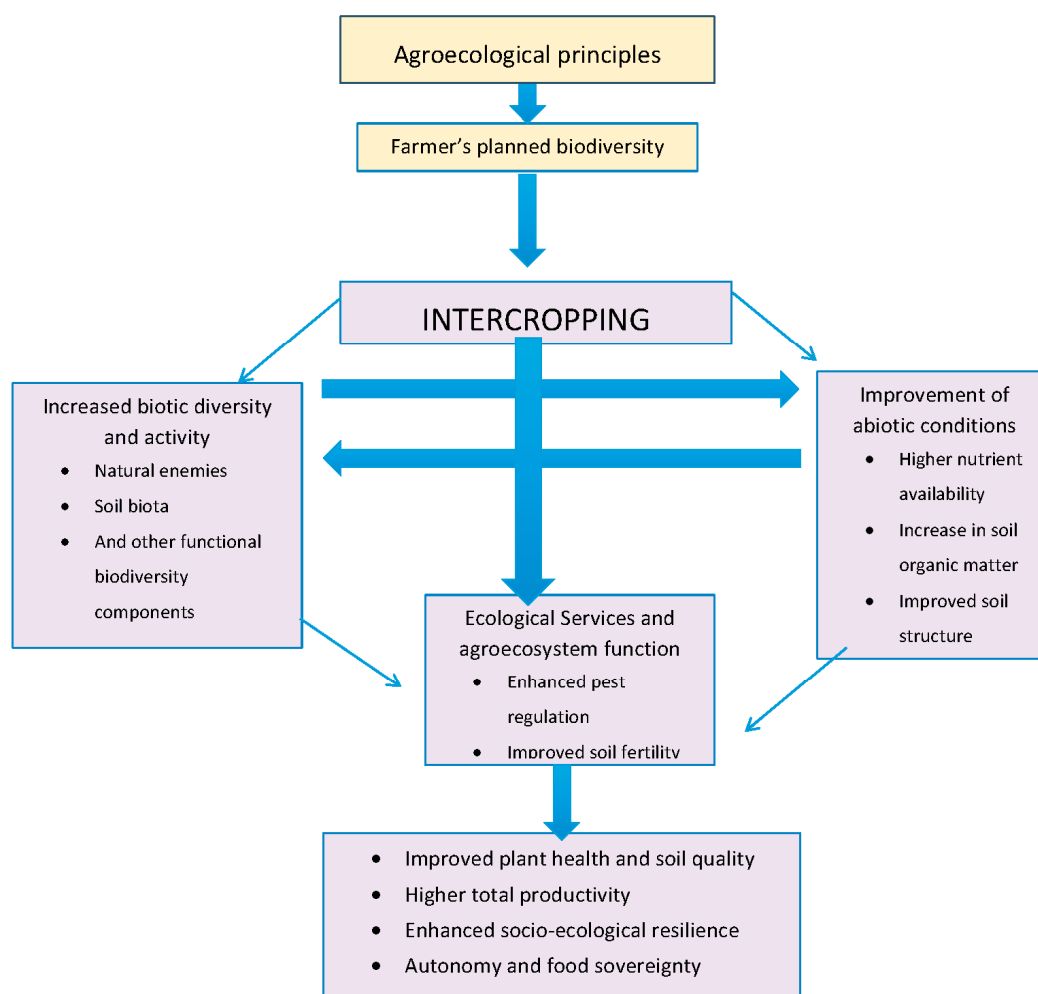 Agroecological principles
Farmer’s planned biodiversity
INTERCROPPING
Increased biotic diversity
and activity
• Natural enemies
• Soil biota
• And other functional
biodiversity
components
Improvement of
abiotic conditions
• Higher nutrient
availability
• Increase in soil
organic matter
• Improved soil
structure
Ecological Services and
agroecosystem function
• Enhanced pest
regulation
• Improved soil fertility
• Improved plant health and soil quality
• Higher total productivity
• Enhanced socio-ecological resilience
• Autonomy and food sovereignty